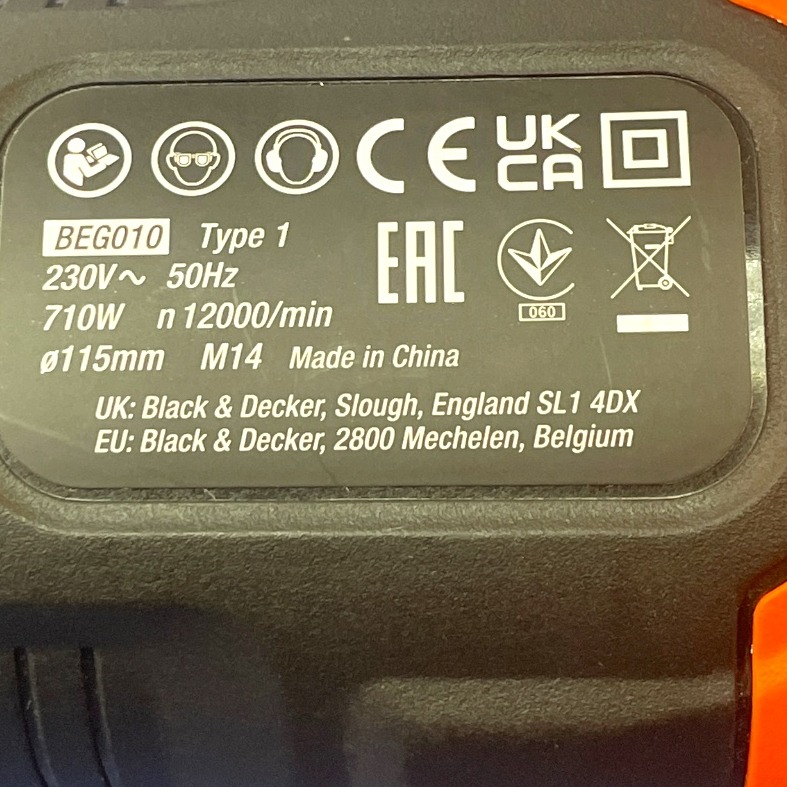 CE UK CA
BEG010 Type 1
EAC
230V~ 50Hz
710W n 12000/min
060
ø115mm M14 Made in China
UK: Black & Decker, Slough, England SL1 4DX
EU: Black & Decker, 2800 Mechelen, Belgium